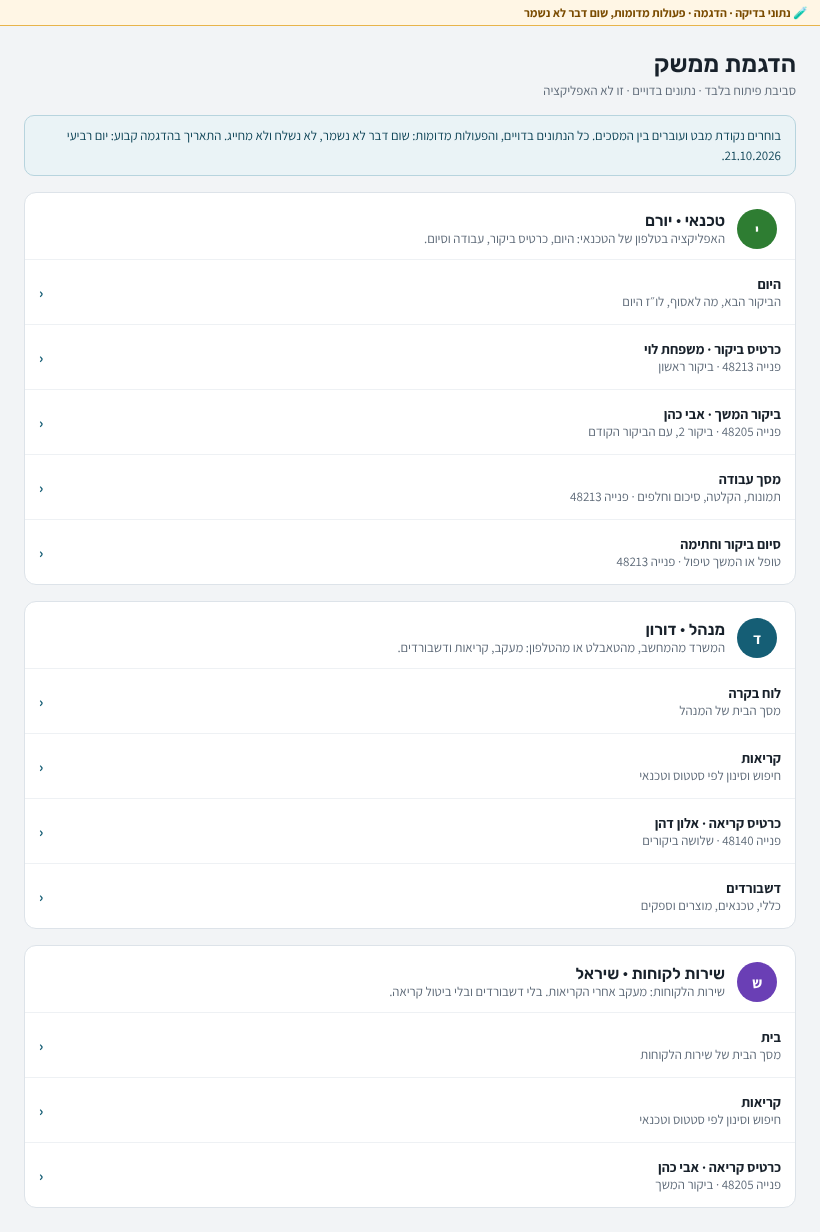 🧪 נתוני בדיקה · הדגמה · פעולות מדומות, שום דבר לא נשמר
הדגמת ממשק
סביבת פיתוח בלבד · נתונים בדויים · זו לא האפליקציה
בוחרים נקודת מבט ועוברים בין המסכים. כל הנתונים בדויים, והפעולות מדומות: שום דבר לא נשמר, לא נשלח ולא מחייג. התאריך בהדגמה קבוע: יום רביעי
21.10.2026.
י
טכנאי • יורם
האפליקציה בטלפון של הטכנאי: היום, כרטיס ביקור, עבודה וסיום.
היום
הביקור הבא, מה לאסוף, לו״ז היום
כרטיס ביקור · משפחת לוי
פנייה 48213 · ביקור ראשון
ביקור המשך · אבי כהן
פנייה 48205 · ביקור 2, עם הביקור הקודם
מסך עבודה
תמונות, הקלטה, סיכום וחלפים · פנייה 48213
סיום ביקור וחתימה
טופל או המשך טיפול · פנייה 48213
ד
מנהל • דורון
המשרד מהמחשב, מהטאבלט או מהטלפון: מעקב, קריאות ודשבורדים.
לוח בקרה
מסך הבית של המנהל
קריאות
חיפוש וסינון לפי סטטוס וטכנאי
כרטיס קריאה · אלון דהן
פנייה 48140 · שלושה ביקורים
דשבורדים
כללי, טכנאים, מוצרים וספקים
ש
שירות לקוחות • שיראל
שירות הלקוחות: מעקב אחרי הקריאות. בלי דשבורדים ובלי ביטול קריאה.
בית
מסך הבית של שירות הלקוחות
קריאות
חיפוש וסינון לפי סטטוס וטכנאי
כרטיס קריאה · אבי כהן
פנייה 48205 · ביקור המשך